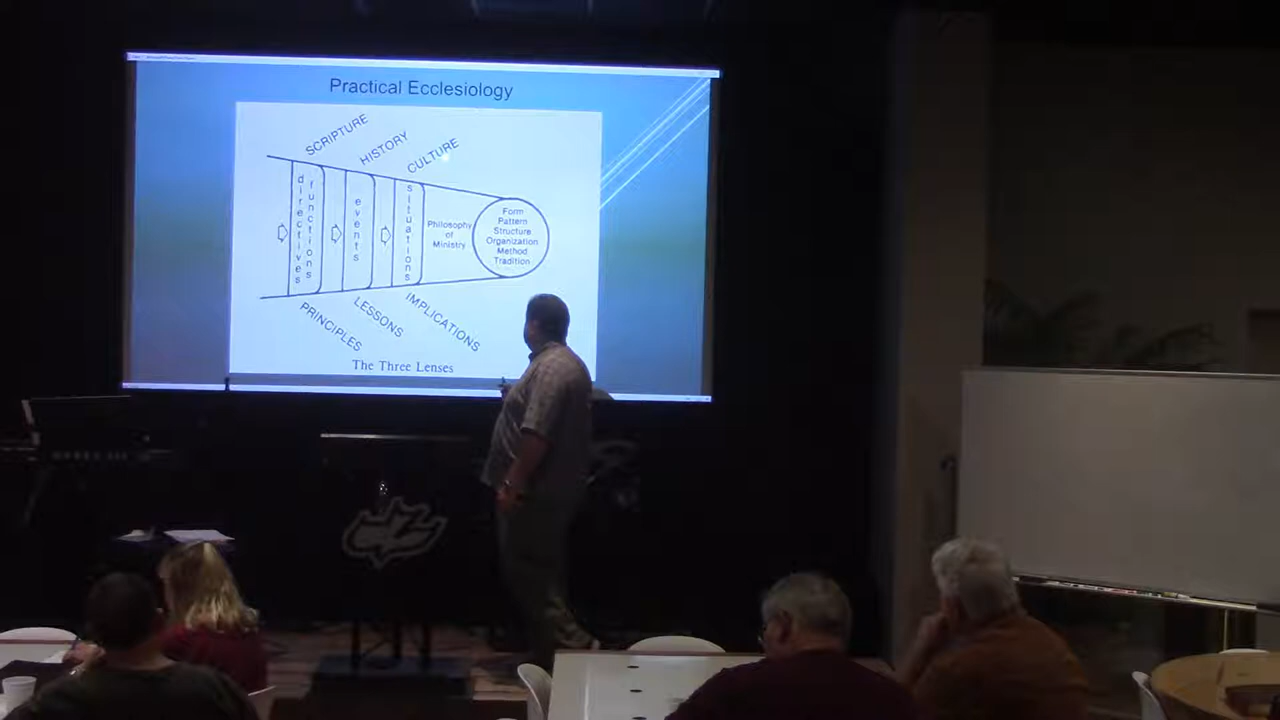 Practical Ecclesiology
SCRIPTURE
HISTORY
CULTURE
directives
functions
events
situations
Philosophy
of
Ministry
Form
Pattern
Structure
Organization
Method
Tradition
PRINCIPLES
LESSONS
IMPLICATIONS
The Three Lenses